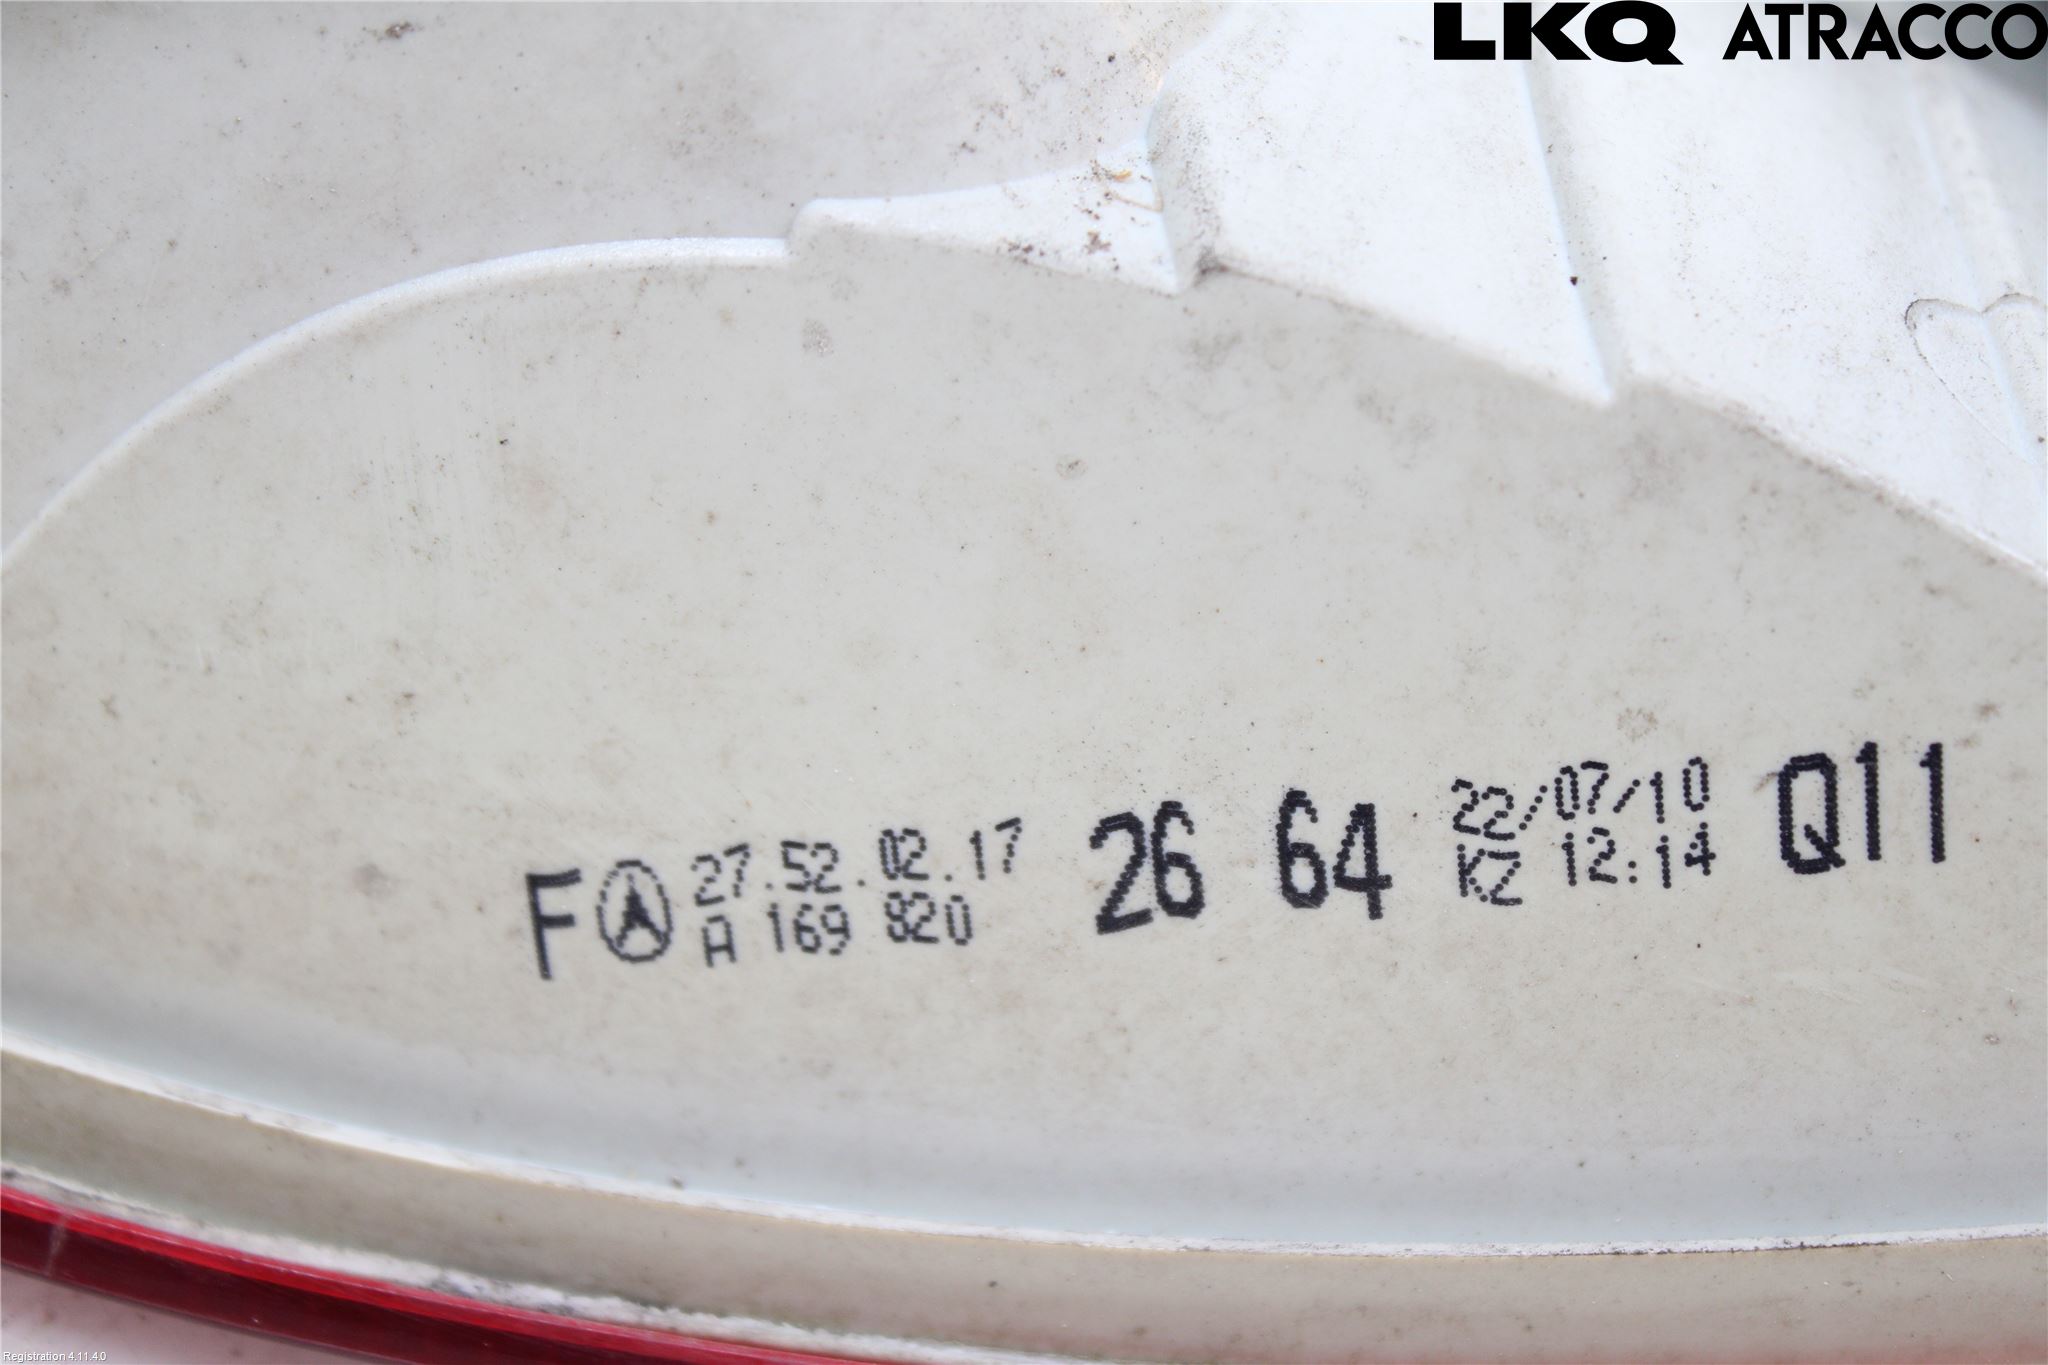 LKQ ATRACCO
F 27.52.02.17 26 64 22/07/10 Q11
A 169 820 KZ 12:14
Registration 4.11.4.0